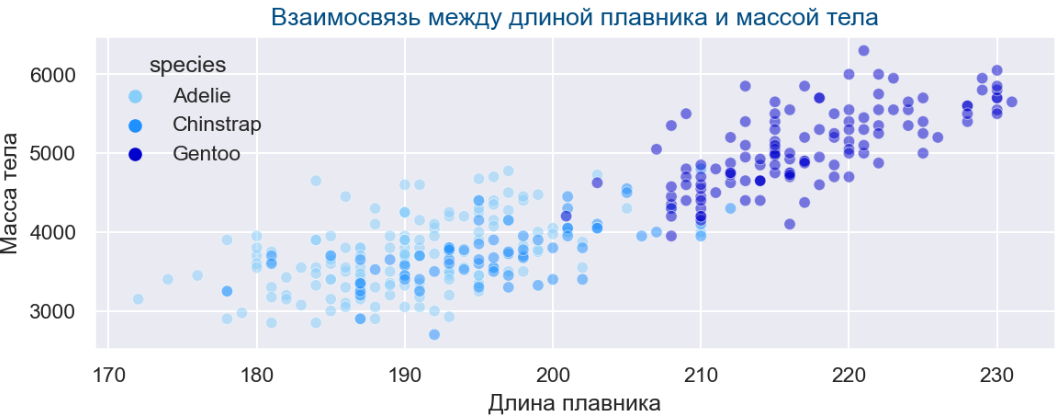 Взаимосвязь между длиной плавника и массой тела
Масса тела
6000
5000
4000
3000
species
Adelie
Chinstrap
Gentoo
170 180 190 200 210 220 230
Длина плавника